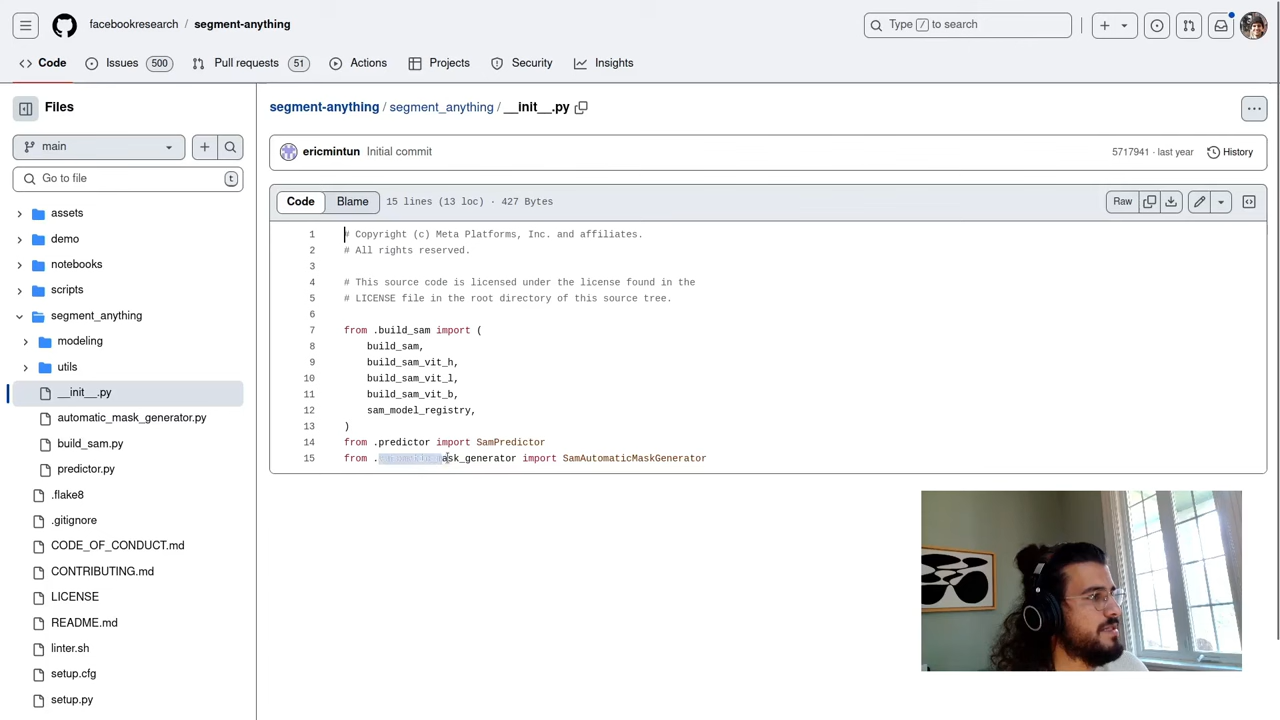 facebookresearch / segment-anything
Type / to search
Code
Issues 500
Pull requests 51
Actions
Projects
Security
Insights
Files
main
Go to file t
assets
demo
notebooks
scripts
segment_anything
modeling
utils
__init__.py
automatic_mask_generator.py
build_sam.py
predictor.py
.flake8
.gitignore
CODE_OF_CONDUCT.md
CONTRIBUTING.md
LICENSE
README.md
linter.sh
setup.cfg
setup.py
segment-anything / segment_anything / __init__.py
ericmintun Initial commit
5717941 · last year
History
Code Blame 15 lines (13 loc) · 427 Bytes
Raw
1 # Copyright (c) Meta Platforms, Inc. and affiliates.
2 # All rights reserved.
3
4 # This source code is licensed under the license found in the
5 # LICENSE file in the root directory of this source tree.
6
7 from .build_sam import (
8 build_sam,
9 build_sam_vit_h,
10 build_sam_vit_l,
11 build_sam_vit_b,
12 sam_model_registry,
13 )
14 from .predictor import SamPredictor
15 from . ask_generator import SamAutomaticMaskGenerator